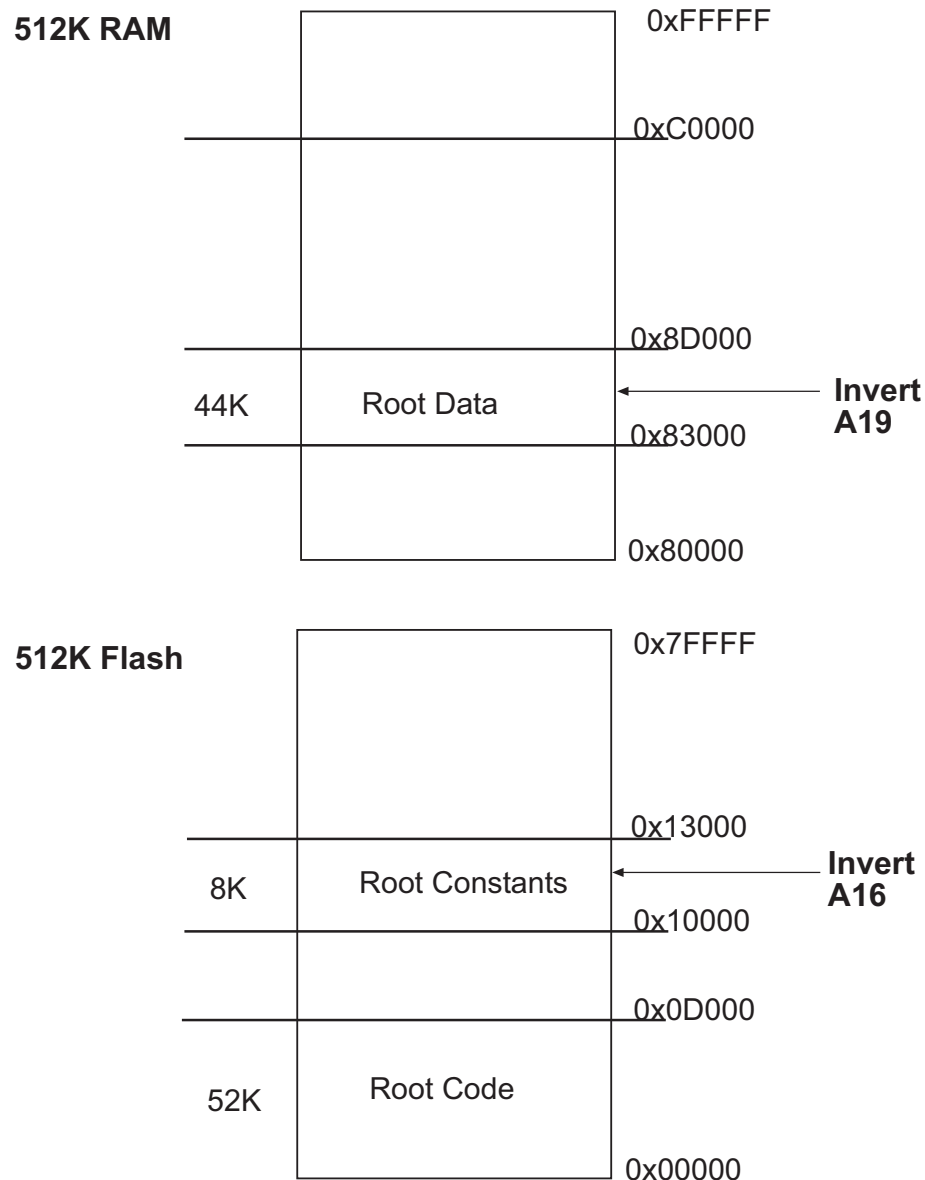 512K RAM
0xFFFFF
0xC0000
0x8D000
44K
Root Data
Invert
A19
0x83000
0x80000
512K Flash
0x7FFFF
0x13000
8K
Root Constants
Invert
A16
0x10000
0x0D000
52K
Root Code
0x00000